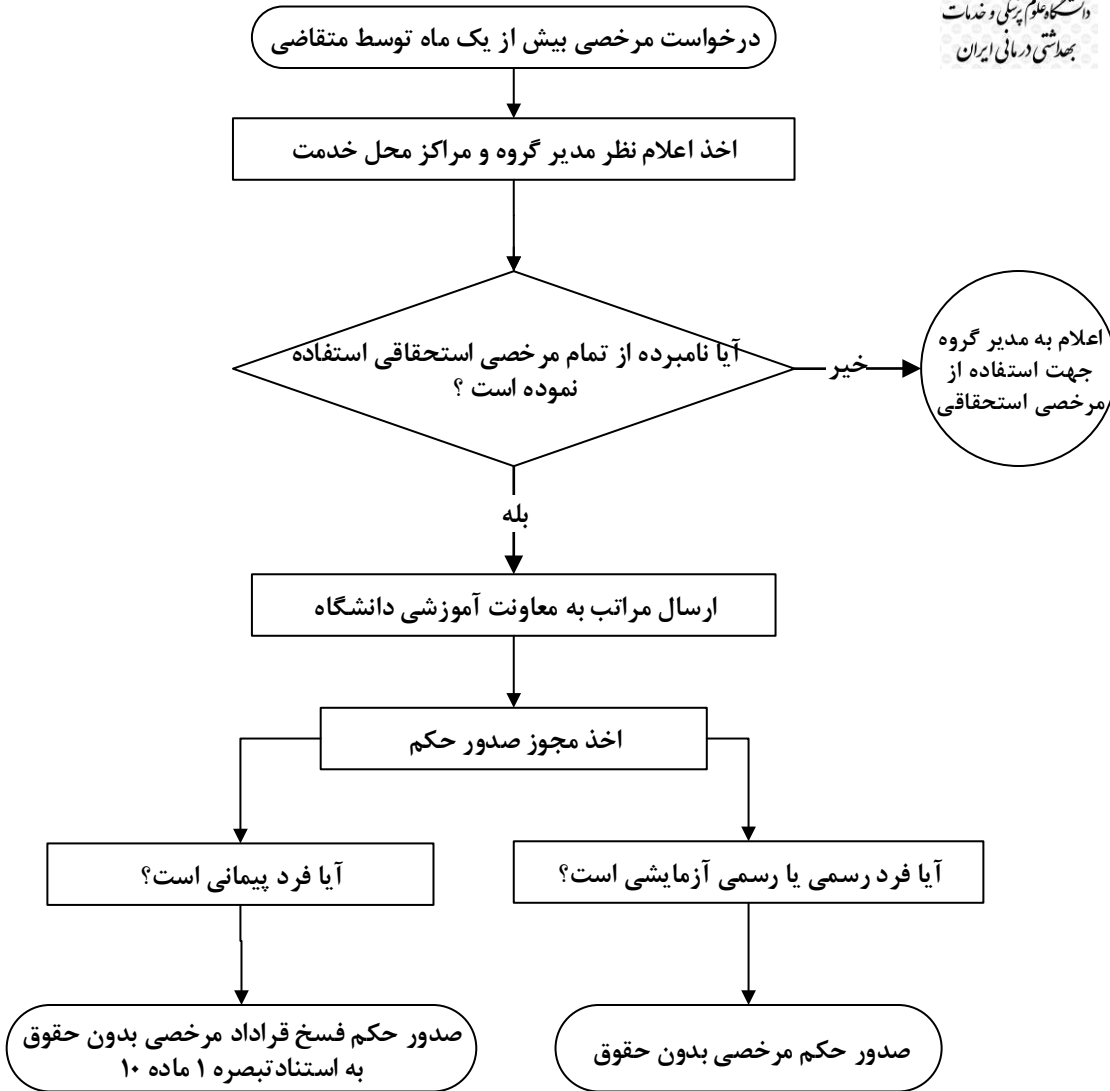 دانشگاه علوم پزشکی و خدمات
بهداشتی درمانی ایران
درخواست مرخصی بیش از یک ماه توسط متقاضی
اخذ اعلام نظر مدیر گروه و مراکز محل خدمت
آیا نامبرده از تمام مرخصی استحقاقی استفاده
نموده است ؟
خیر
اعلام به مدیر گروه
جهت استفاده از
مرخصی استحقاقی
بله
ارسال مراتب به معاونت آموزشی دانشگاه
اخذ مجوز صدور حکم
آیا فرد رسمی یا رسمی آزمایشی است؟
آیا فرد پیمانی است؟
صدور حکم مرخصی بدون حقوق
صدور حکم فسخ قراداد مرخصی بدون حقوق
به استنادتبصره ۱ ماده ۱۰